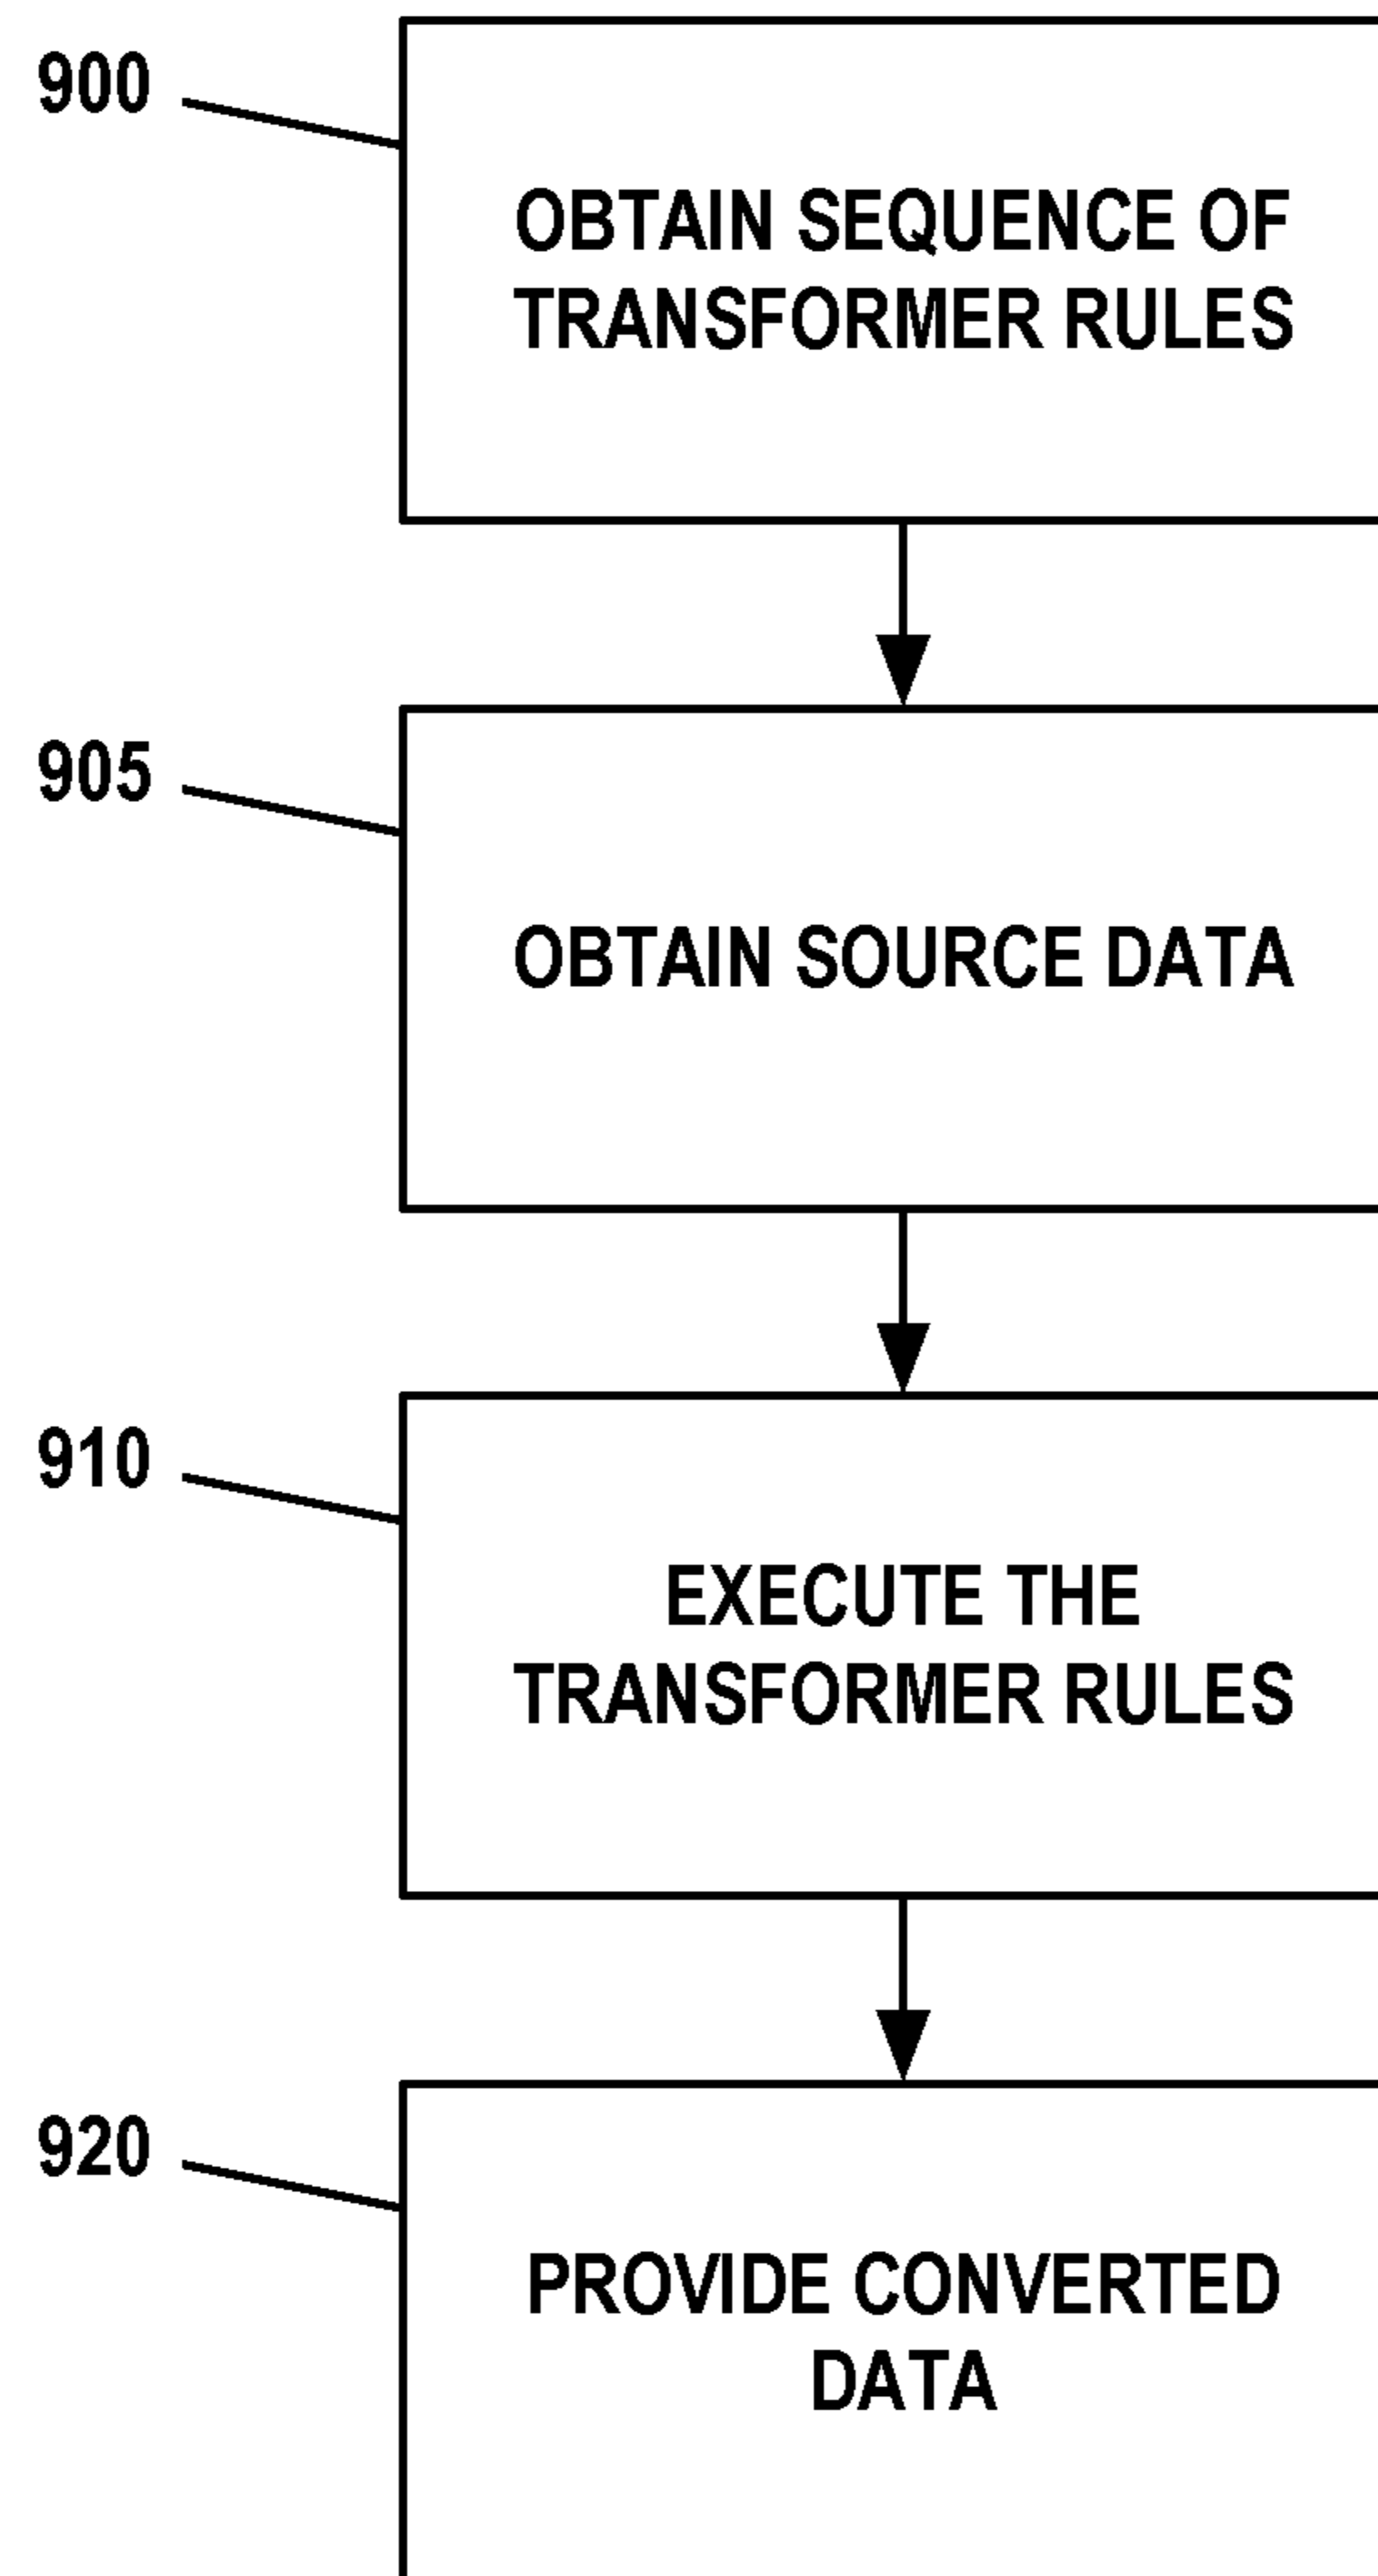 900
OBTAIN SEQUENCE OF
TRANSFORMER RULES
905
OBTAIN SOURCE DATA
910
EXECUTE THE
TRANSFORMER RULES
920
PROVIDE CONVERTED
DATA